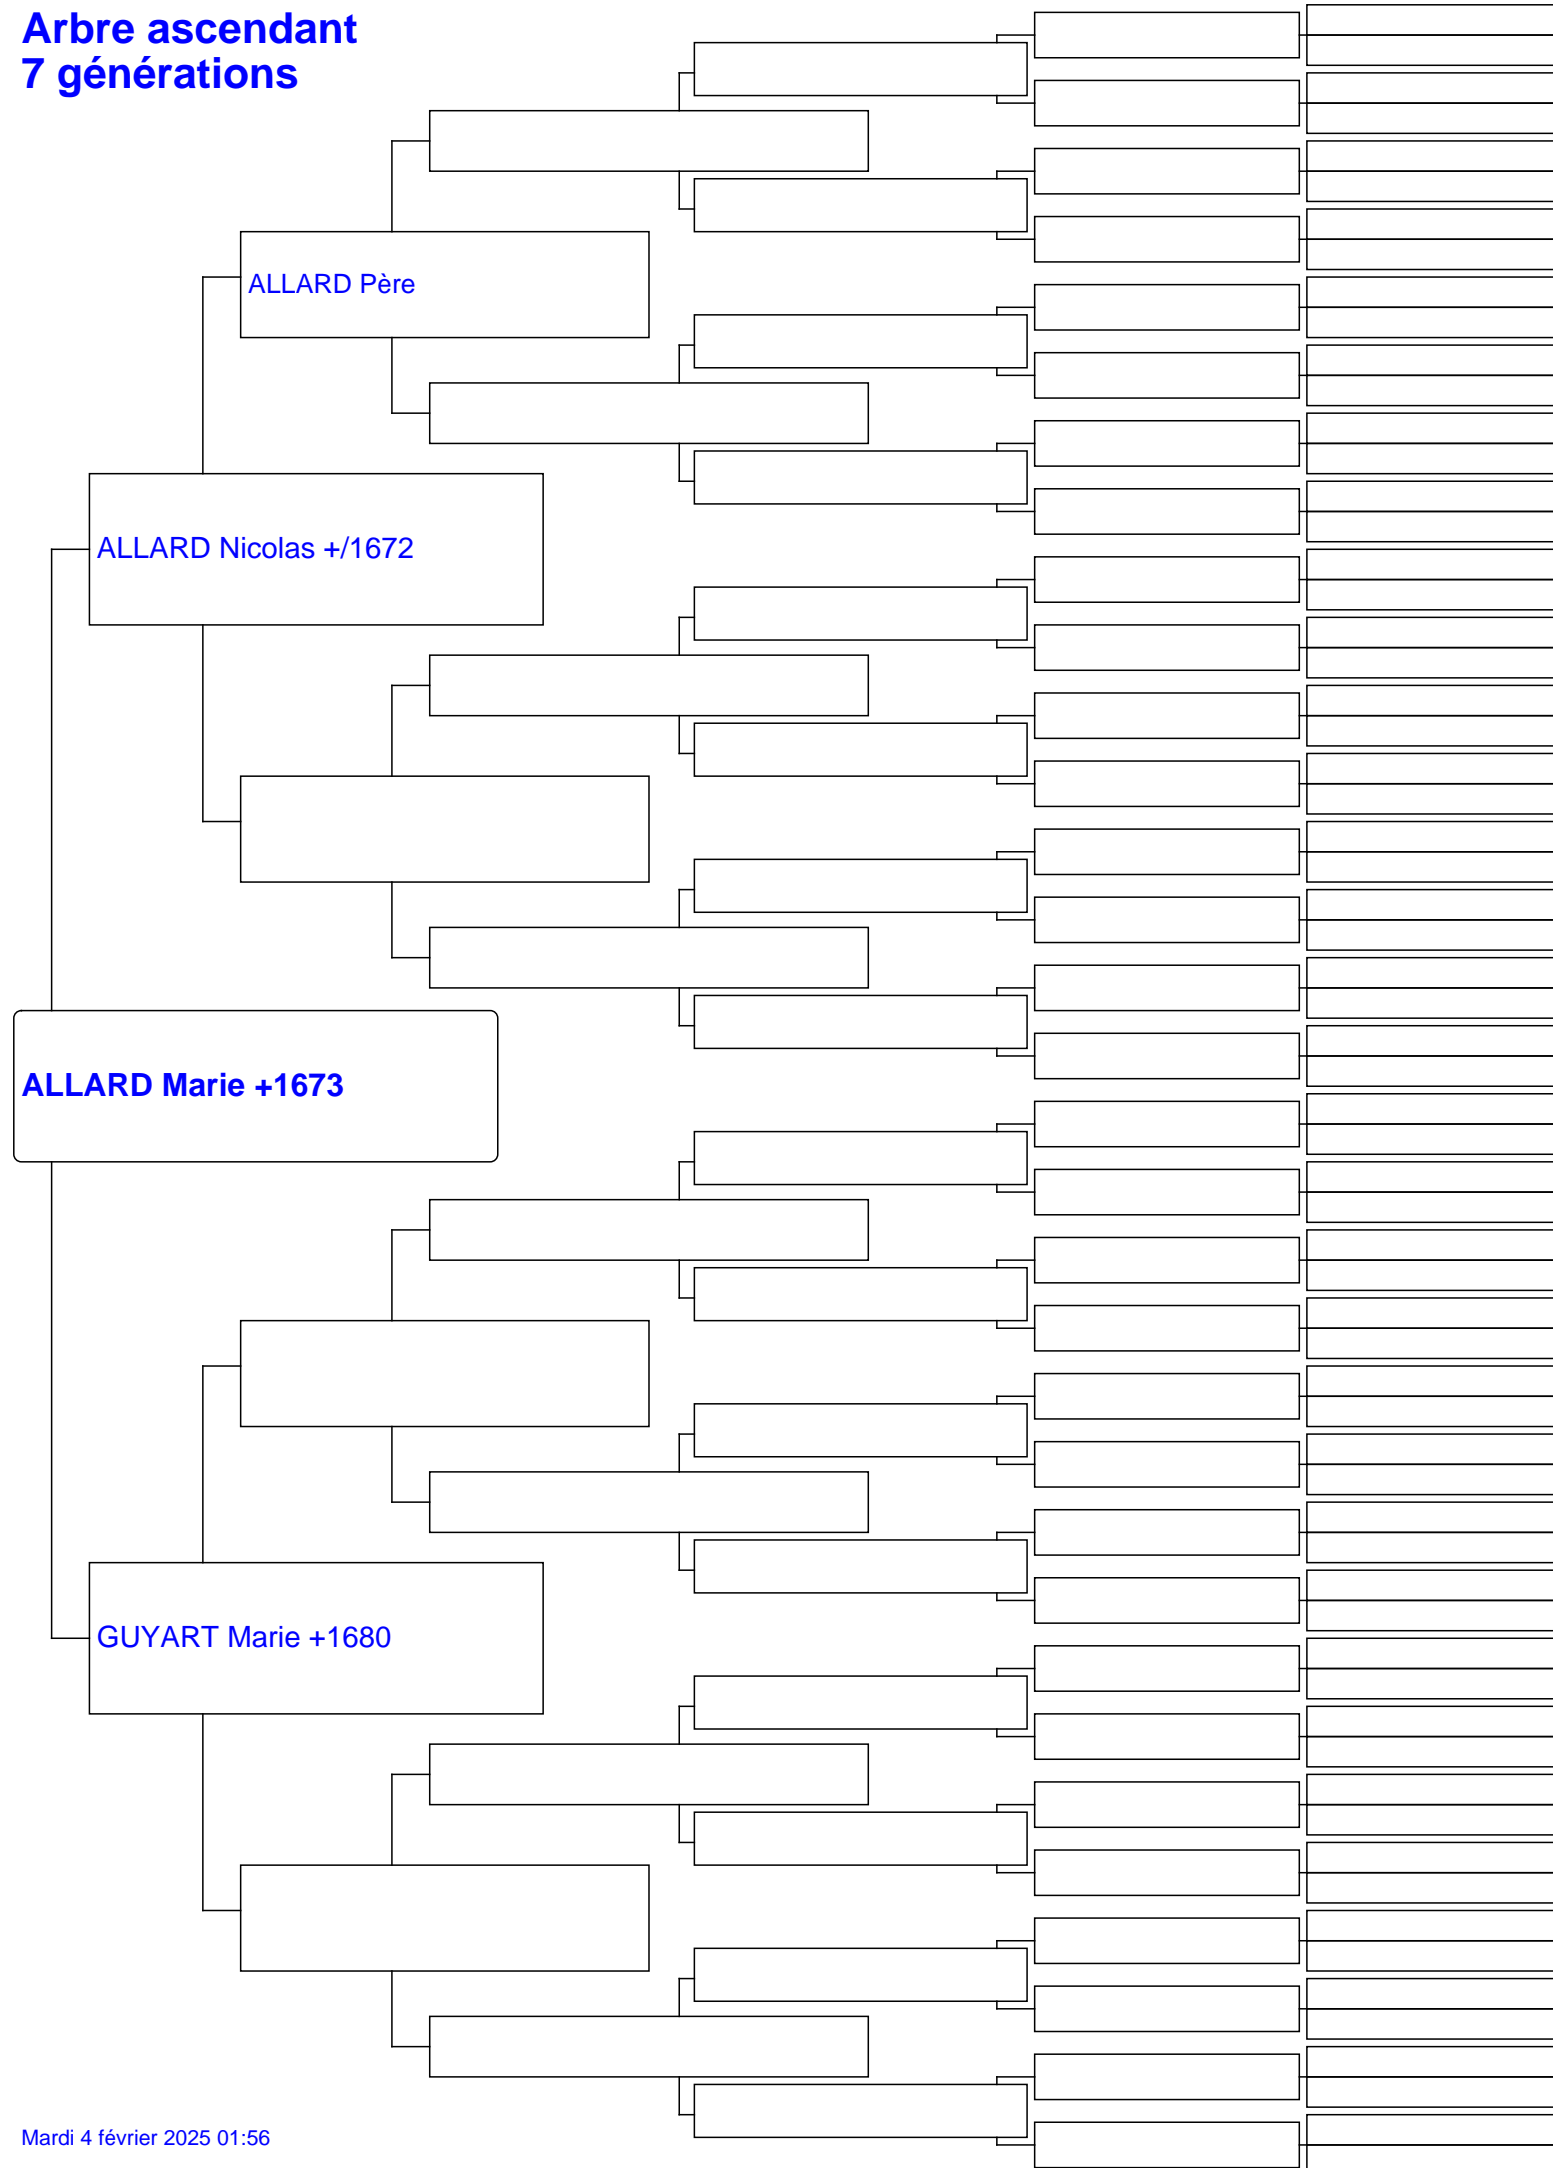 Arbre ascendant
7 générations
ALLARD Père
ALLARD Nicolas +/1672
ALLARD Marie +1673
GUYART Marie +1680
Mardi 4 février 2025 01:56